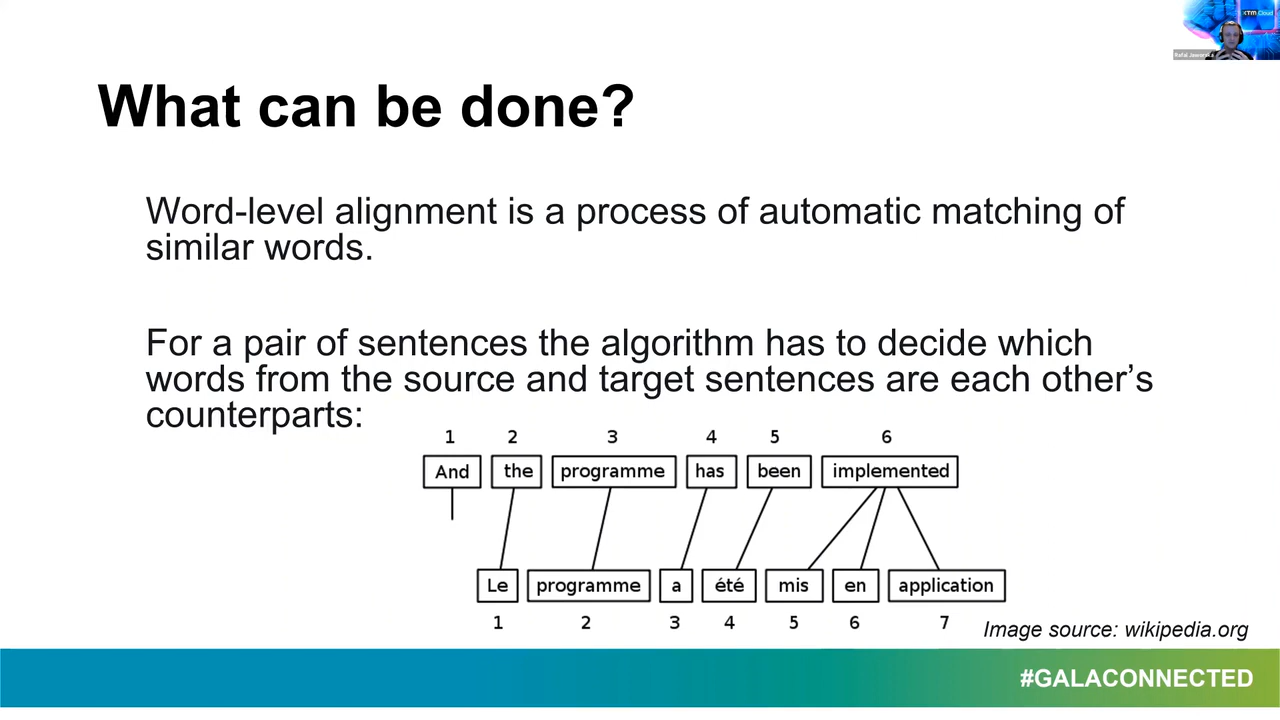 XTM Cloud
What can be done?
Word-level alignment is a process of automatic matching of
similar words.
For a pair of sentences the algorithm has to decide which
words from the source and target sentences are each other’s
counterparts:
1 2 3 4 5 6
And the programme has been implemented
Le programme a été mis en application
1 2 3 4 5 6 7
Image source: wikipedia.org
#GALACONNECTED